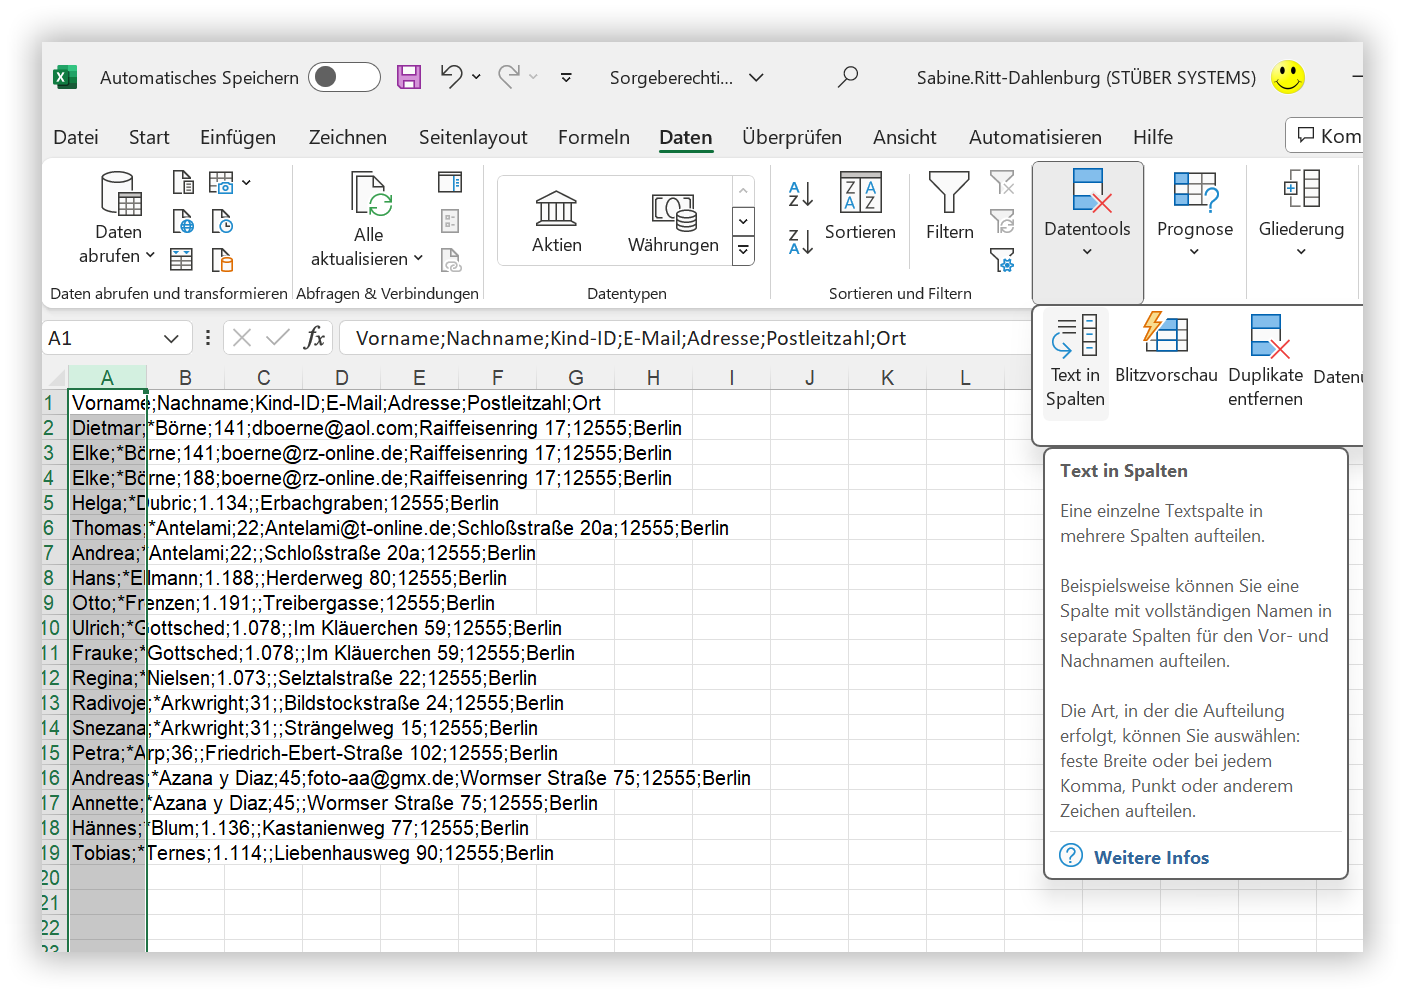 Automatisches Speichern
Sorgeberechti...
Sabine.Ritt-Dahlenburg (STÜBER SYSTEMS)
Datei Start Einfügen Zeichnen Seitenlayout Formeln Daten Überprüfen Ansicht Automatisieren Hilfe
Kom
Daten
abrufen
Alle
aktualisieren
Aktien
Währungen
Sortieren
Filtern
Datentools
Prognose
Gliederung
Daten abrufen und transformieren
Abfragen & Verbindungen
Datentypen
Sortieren und Filtern
A1
fx
Vorname;Nachname;Kind-ID;E-Mail;Adresse;Postleitzahl;Ort
Text in
Spalten
Blitzvorschau
Duplikate
entfernen
Daten
A B C D E F G H I J K L
1 Vorname;Nachname;Kind-ID;E-Mail;Adresse;Postleitzahl;Ort
2 Dietmar;*Börne;141;dboerne@aol.com;Raiffeisenring 17;12555;Berlin
3 Elke;*Börne;141;boerne@rz-online.de;Raiffeisenring 17;12555;Berlin
4 Elke;*Börne;188;boerne@rz-online.de;Raiffeisenring 17;12555;Berlin
5 Helga;*Dubric;1.134;;Erbachgraben;12555;Berlin
6 Thomas;*Antelami;22;Antelami@t-online.de;Schloßstraße 20a;12555;Berlin
7 Andrea;*Antelami;22;;Schloßstraße 20a;12555;Berlin
8 Hans;*Ellmann;1.188;;Herderweg 80;12555;Berlin
9 Otto;*Frenzen;1.191;;Treibergasse;12555;Berlin
10 Ulrich;*Gottsched;1.078;;Im Kläuerchen 59;12555;Berlin
11 Frauke;*Gottsched;1.078;;Im Kläuerchen 59;12555;Berlin
12 Regina;*Nielsen;1.073;;Selztalstraße 22;12555;Berlin
13 Radivoje;*Arkwright;31;;Bildstockstraße 24;12555;Berlin
14 Snezana;*Arkwright;31;;Strängelweg 15;12555;Berlin
15 Petra;*Arp;36;;Friedrich-Ebert-Straße 102;12555;Berlin
16 Andreas;*Azana y Diaz;45;foto-aa@gmx.de;Wormser Straße 75;12555;Berlin
17 Annette;*Azana y Diaz;45;;Wormser Straße 75;12555;Berlin
18 Hännes;*Blum;1.136;;Kastanienweg 77;12555;Berlin
19 Tobias;*Ternes;1.114;;Liebenhausweg 90;12555;Berlin
20
21
22
23
Text in Spalten
Eine einzelne Textspalte in
mehrere Spalten aufteilen.
Beispielsweise können Sie eine
Spalte mit vollständigen Namen in
separate Spalten für den Vor- und
Nachnamen aufteilen.
Die Art, in der die Aufteilung
erfolgt, können Sie auswählen:
feste Breite oder bei jedem
Komma, Punkt oder anderem
Zeichen aufteilen.
Weitere Infos